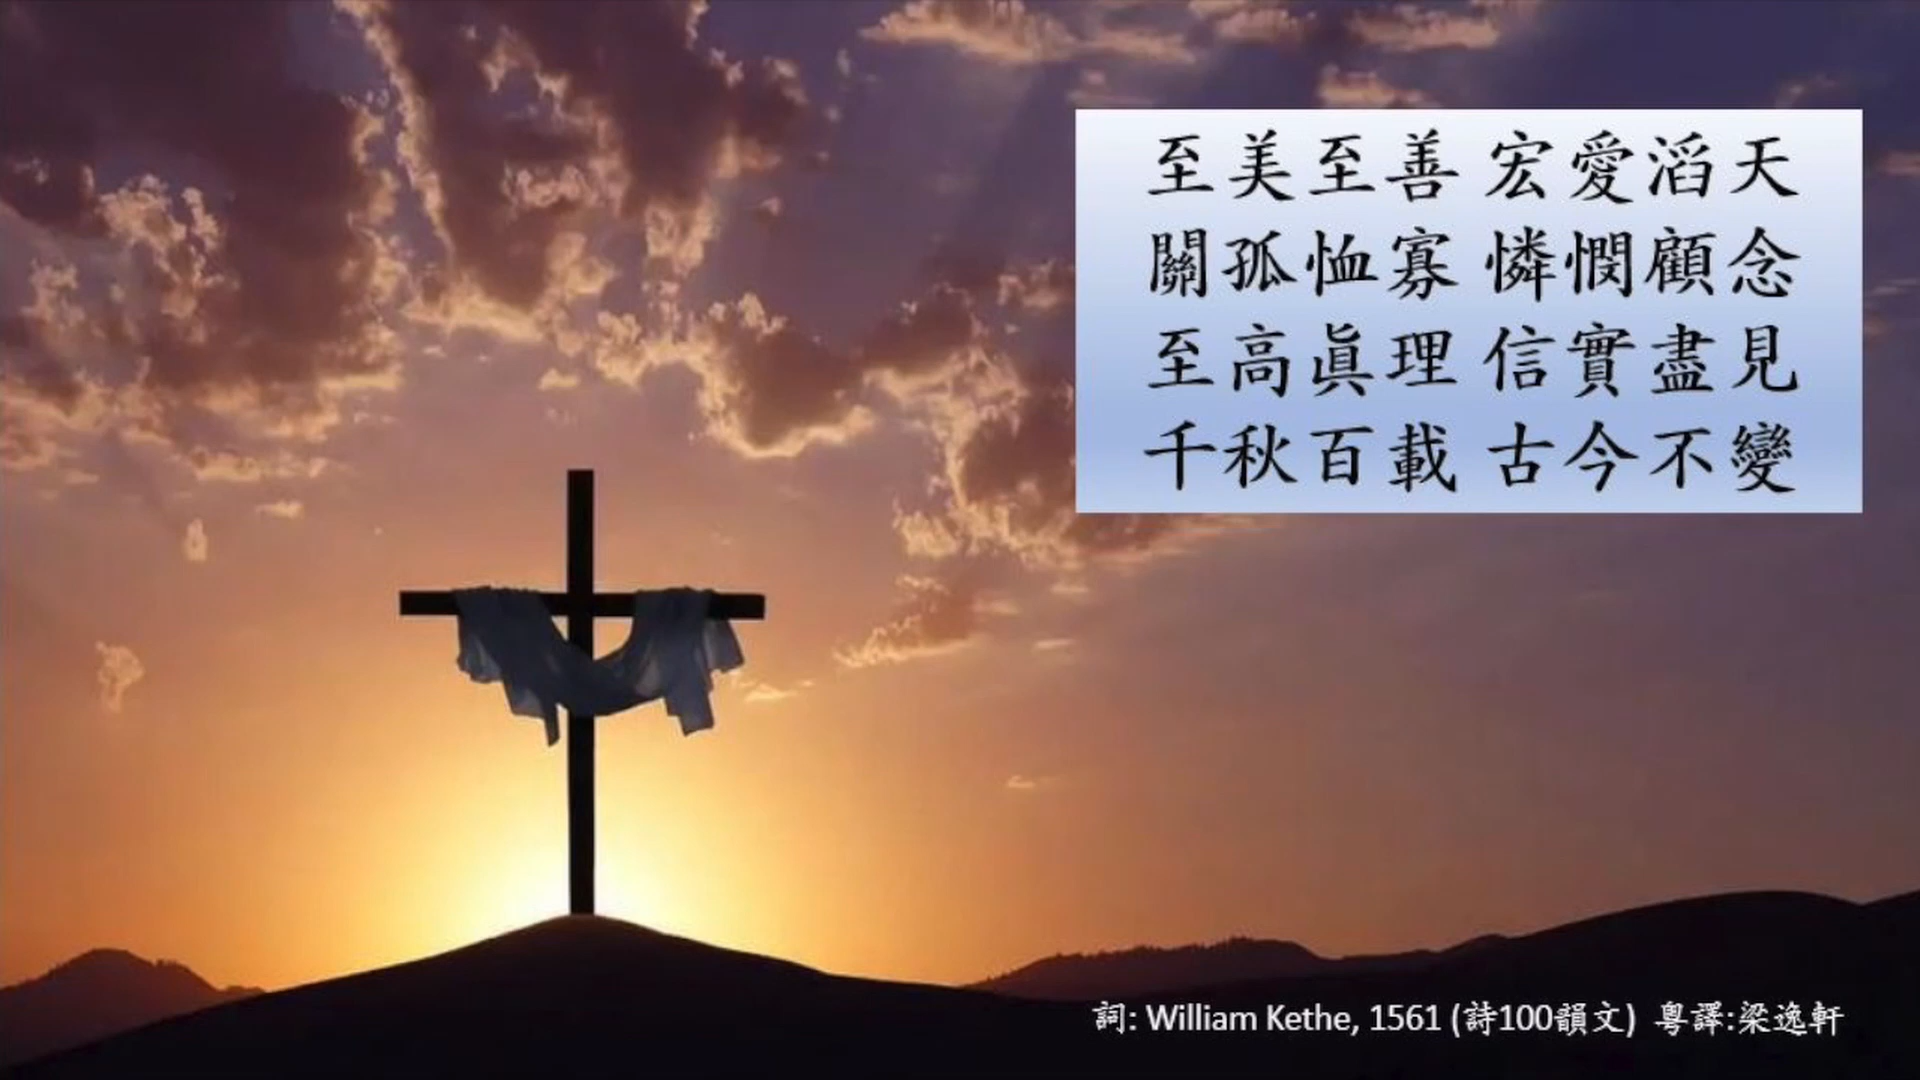 至美至善 宏愛滔天
關孤恤寡 憐憫顧念
至高眞理 信實盡見
千秋百載 古今不變
詞: William Kethe, 1561 (詩100韻文) 粵譯:梁逸軒